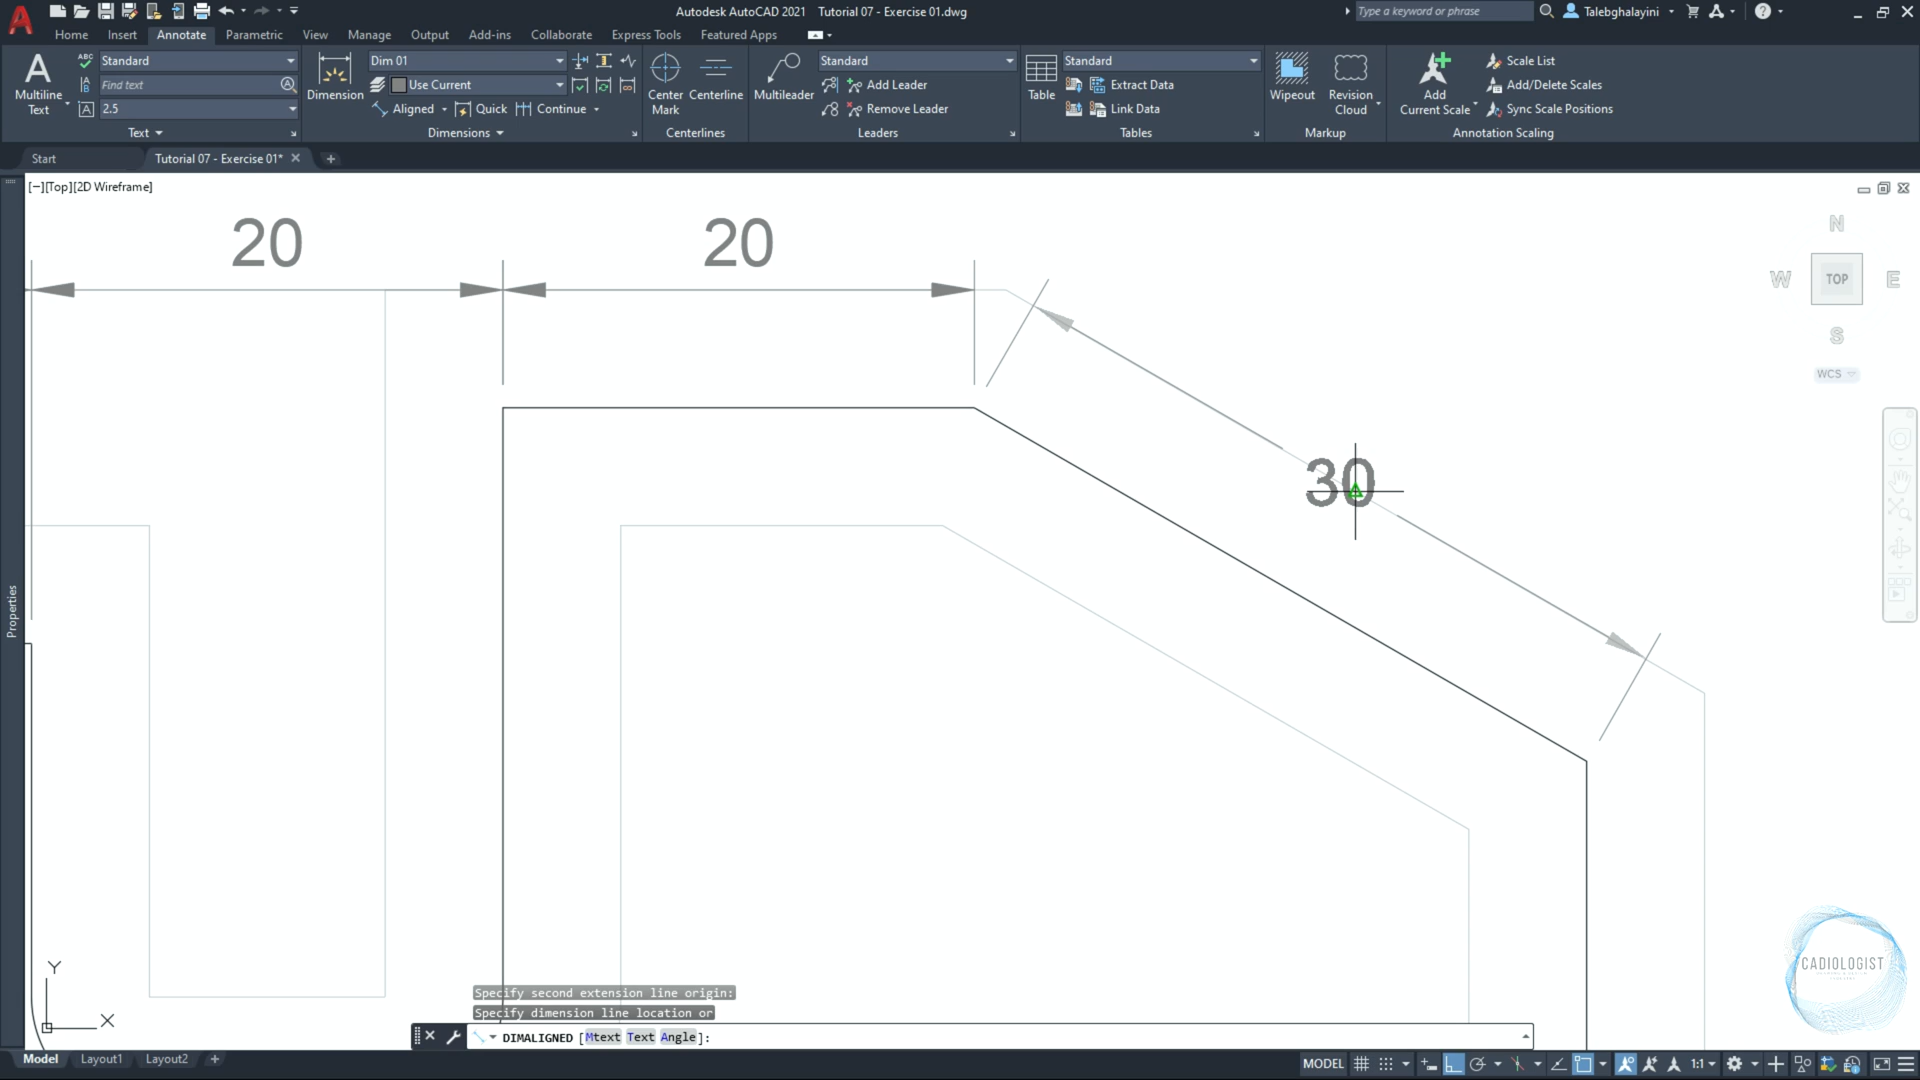 Autodesk AutoCAD 2021 Tutorial 07 - Exercise 01.dwg
Type a keyword or phrase
Talebghalayini
Home Insert Annotate Parametric View Manage Output Add-ins Collaborate Express Tools Featured Apps
Multiline Text
Standard
Find text
2.5
Text
Dimension
Dim 01
Use Current
Aligned Quick Continue
Dimensions
Center Mark
Centerline
Centerlines
Multileader
Standard
Add Leader
Remove Leader
Leaders
Table
Standard
Extract Data
Link Data
Tables
Wipeout
Revision Cloud
Markup
Add Current Scale
Scale List
Add/Delete Scales
Sync Scale Positions
Annotation Scaling
Start
Tutorial 07 - Exercise 01*
[−][Top][2D Wireframe]
20
20
30
N
W TOP E
S
WCS
Properties
Y
X
CADIOLOGIST
Specify second extension line origin:
Specify dimension line location or
DIMALIGNED [Mtext Text Angle]:
Model Layout1 Layout2
MODEL
1:1